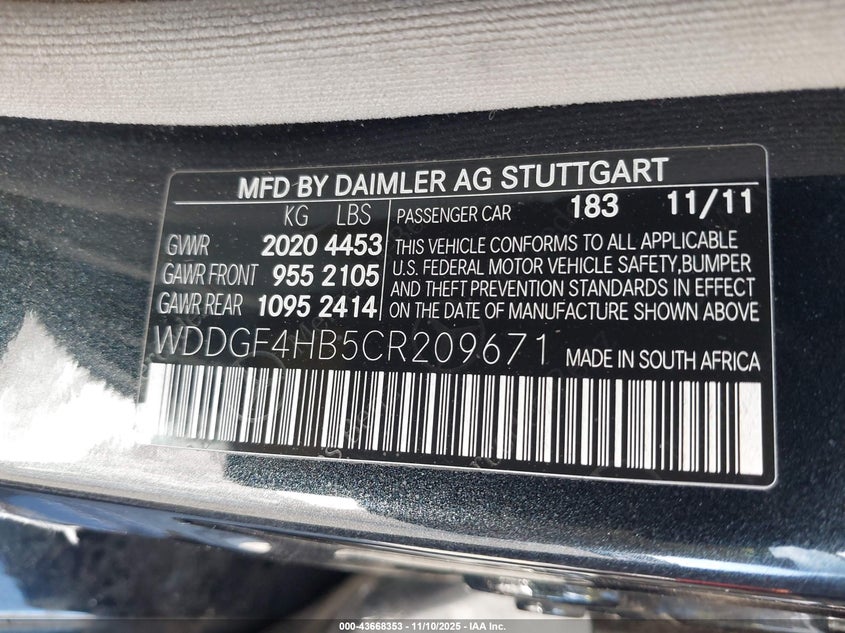 MFD BY DAIMLER AG STUTTGART
KG LBS
GVWR 2020 4453
GAWR FRONT 955 2105
GAWR REAR 1095 2414
PASSENGER CAR 183 11/11
THIS VEHICLE CONFORMS TO ALL APPLICABLE
U.S. FEDERAL MOTOR VEHICLE SAFETY,BUMPER
AND THEFT PREVENTION STANDARDS IN EFFECT
ON THE DATE OF MANUFACTURE SHOWN ABOVE
WDDGF4HB5CR209671 MADE IN SOUTH AFRICA
000-43668353 — 11/10/2025 — IAA Inc.